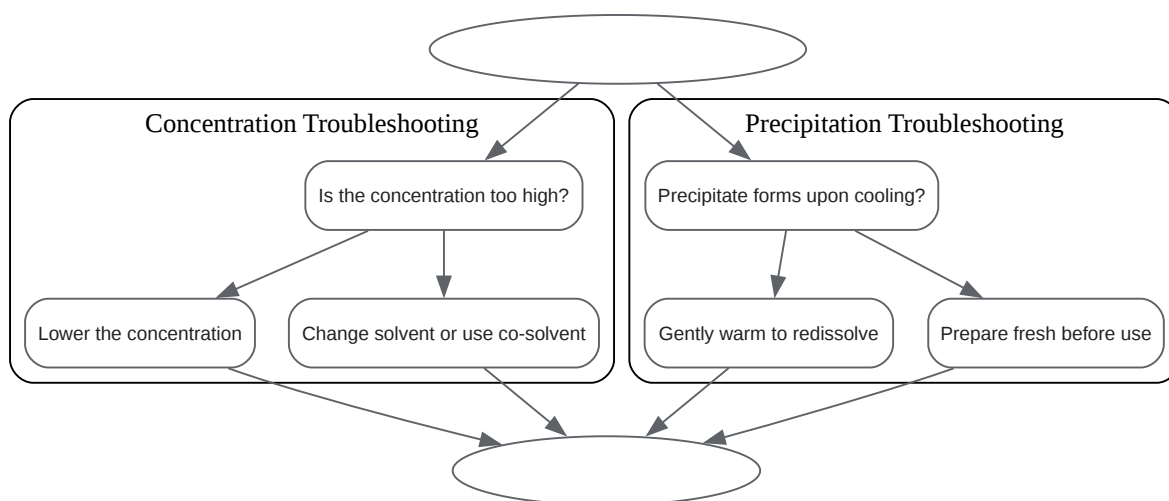 Concentration Troubleshooting
Precipitation Troubleshooting
Is the concentration too high?
Precipitate forms upon cooling?
Lower the concentration
Change solvent or use co-solvent
Gently warm to redissolve
Prepare fresh before use